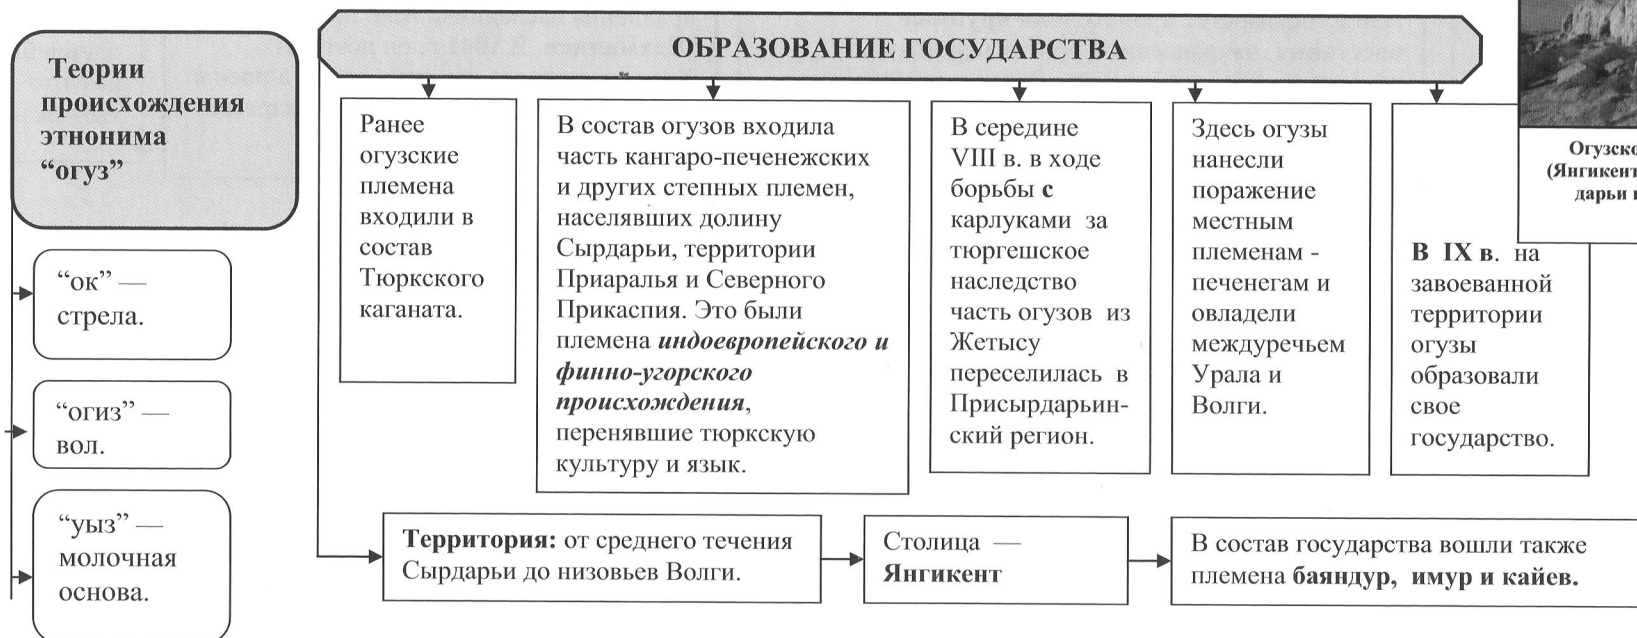 Теории
происхождения
этнонима
“огуз”
“ок” —
стрела.
“огиз” —
вол.
“уыз” —
молочная
основа.
ОБРАЗОВАНИЕ ГОСУДАРСТВА
Ранее
огузские
племена
входили в
состав
Тюркского
каганата.
В состав огузов входила
часть кангаро-печенежских
и других степных племен,
населявших долину
Сырдарьи, территории
Приаралья и Северного
Прикаспия. Это были
племена индоевропейского и
финно-угорского
происхождения,
перенявшие тюркскую
культуру и язык.
В середине
VIII в. в ходе
борьбы с
карлуками за
тюргешское
наследство
часть огузов из
Жетысу
переселилась в
Присырдарьин-
ский регион.
Здесь огузы
нанесли
поражение
местным
племенам -
печенегам и
овладели
междуречьем
Урала и
Волги.
В IX в. на
завоеванной
территории
огузы
образовали
свое
государство.
Огузско
(Янгикент
дарьи
Территория: от среднего течения
Сырдарьи до низовьев Волги.
Столица —
Янгикент
В состав государства вошли также
племена баяндур, имур и кайев.